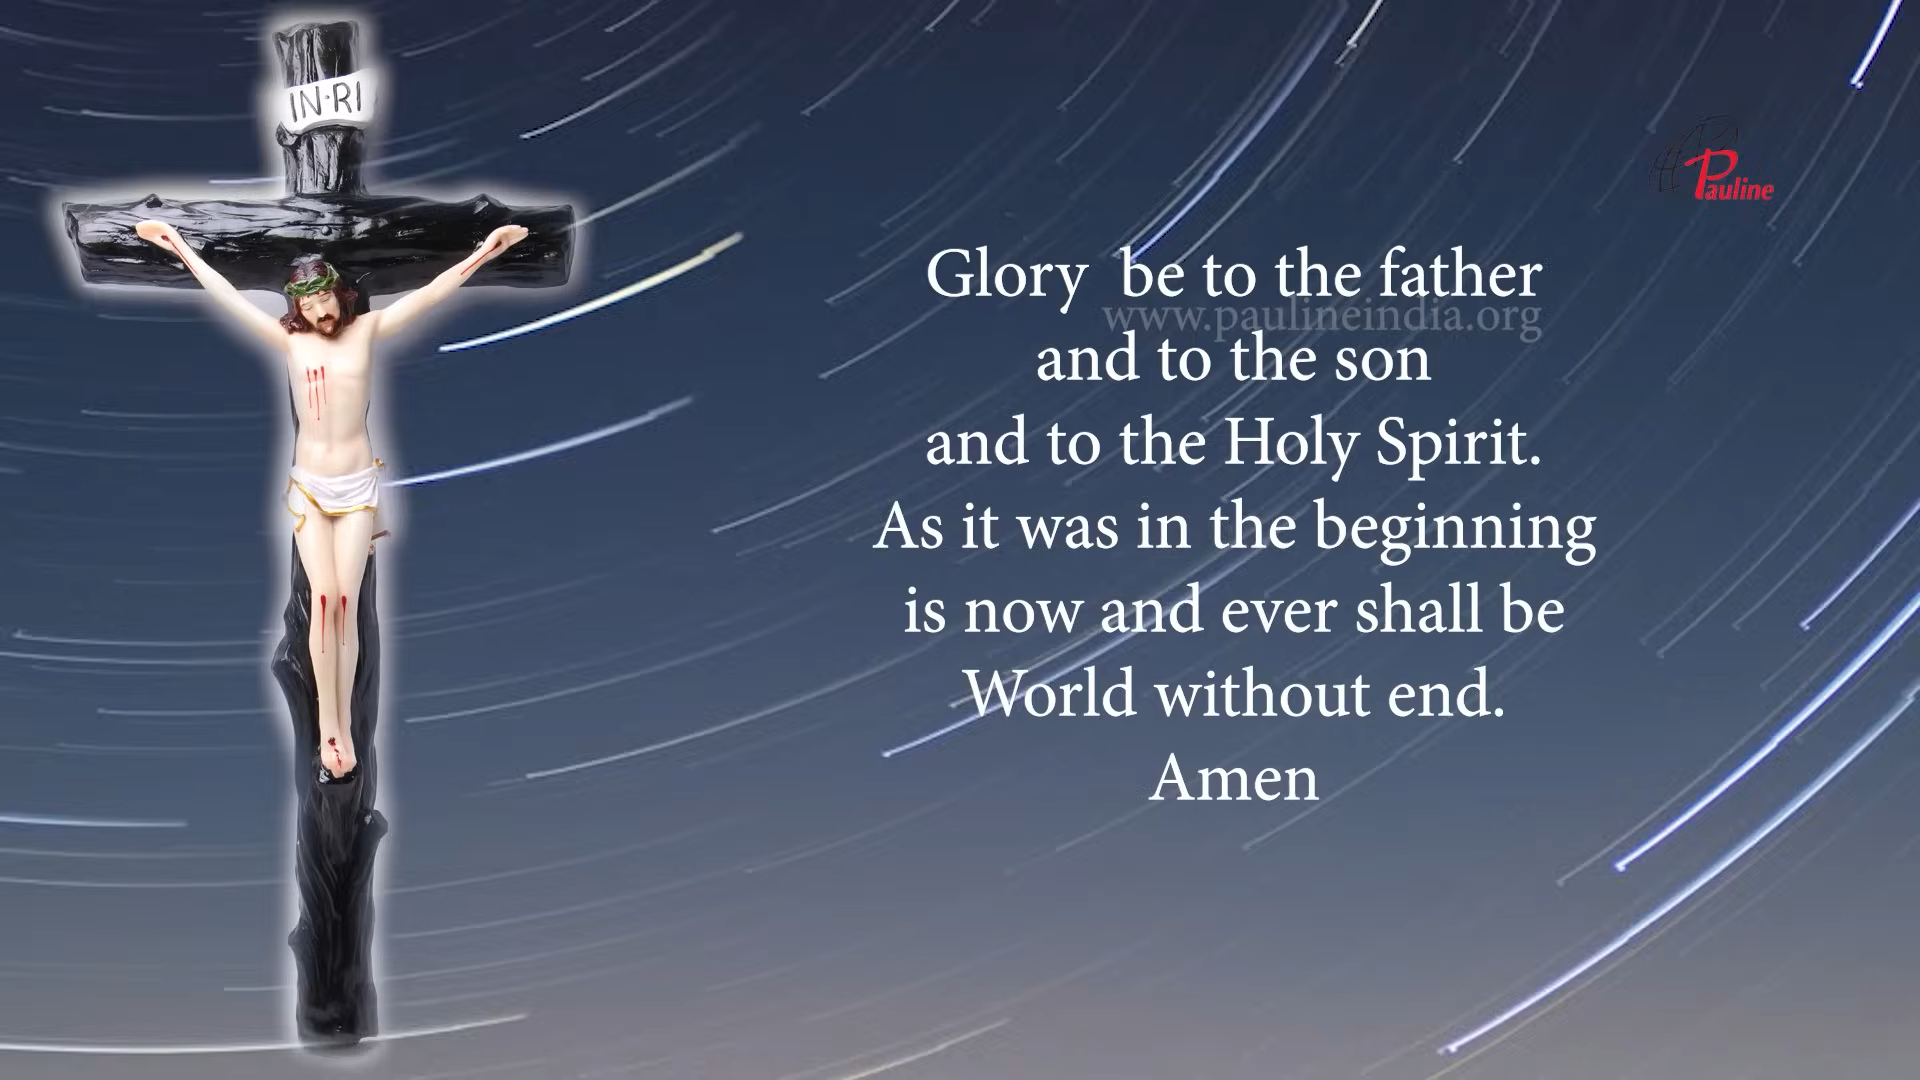 IN·RI
Pauline
Glory be to the father
www.paulineindia.org
and to the son
and to the Holy Spirit.
As it was in the beginning
is now and ever shall be
World without end.
Amen